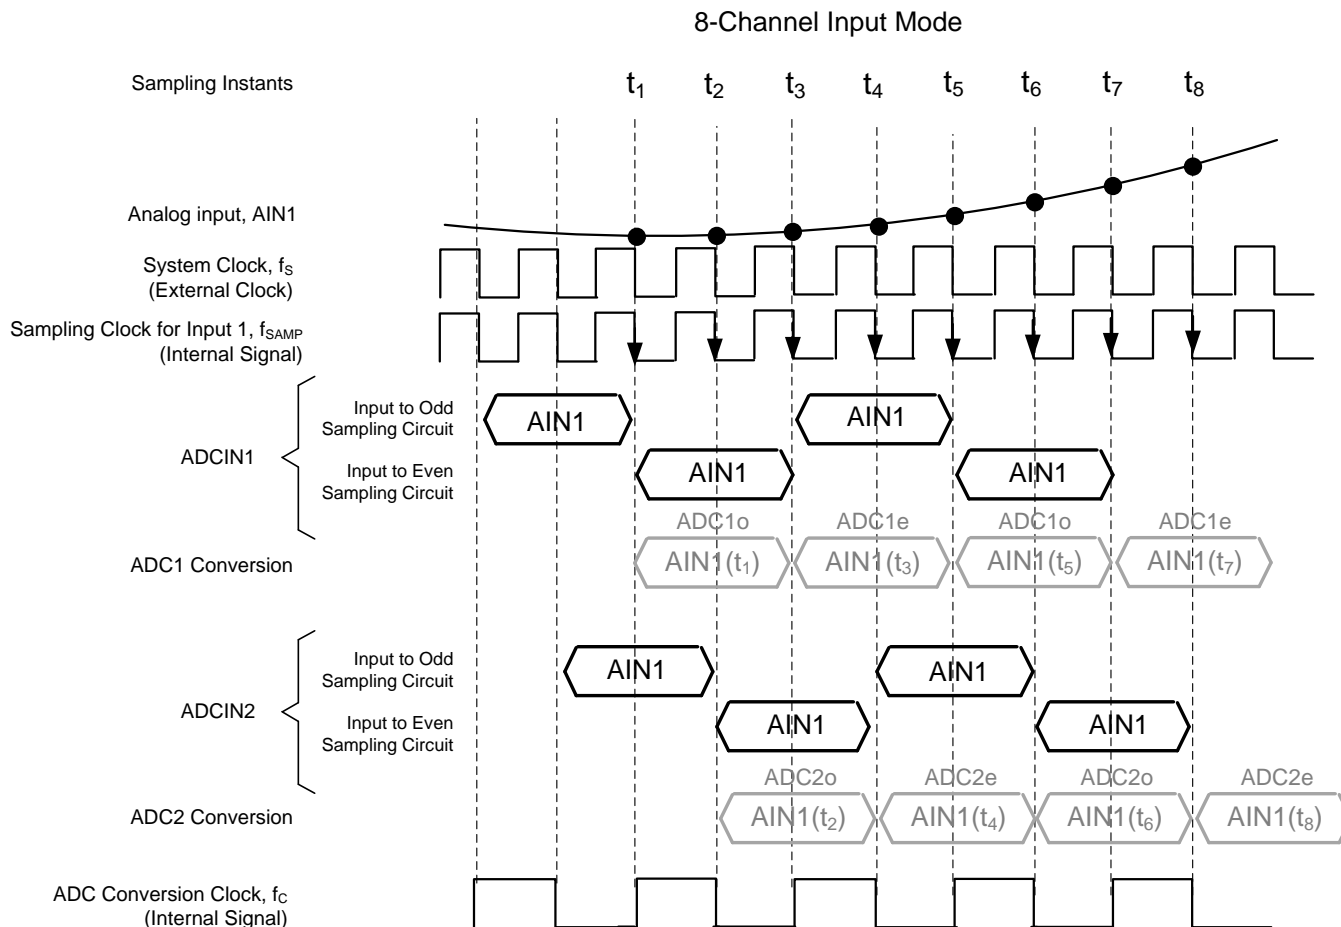 8-Channel Input Mode
Sampling Instants
t1 t2 t3 t4 t5 t6 t7 t8
Analog input, AIN1
System Clock, fS
(External Clock)
Sampling Clock for Input 1, fSAMP
(Internal Signal)
ADCIN1
Input to Odd
Sampling Circuit
AIN1 AIN1
Input to Even
Sampling Circuit
AIN1 AIN1
ADC1o ADC1e ADC1o ADC1e
ADC1 Conversion
AIN1(t1) AIN1(t3) AIN1(t5) AIN1(t7)
ADCIN2
Input to Odd
Sampling Circuit
AIN1 AIN1
Input to Even
Sampling Circuit
AIN1 AIN1
ADC2o ADC2e ADC2o ADC2e
ADC2 Conversion
AIN1(t2) AIN1(t4) AIN1(t6) AIN1(t8)
ADC Conversion Clock, fC
(Internal Signal)